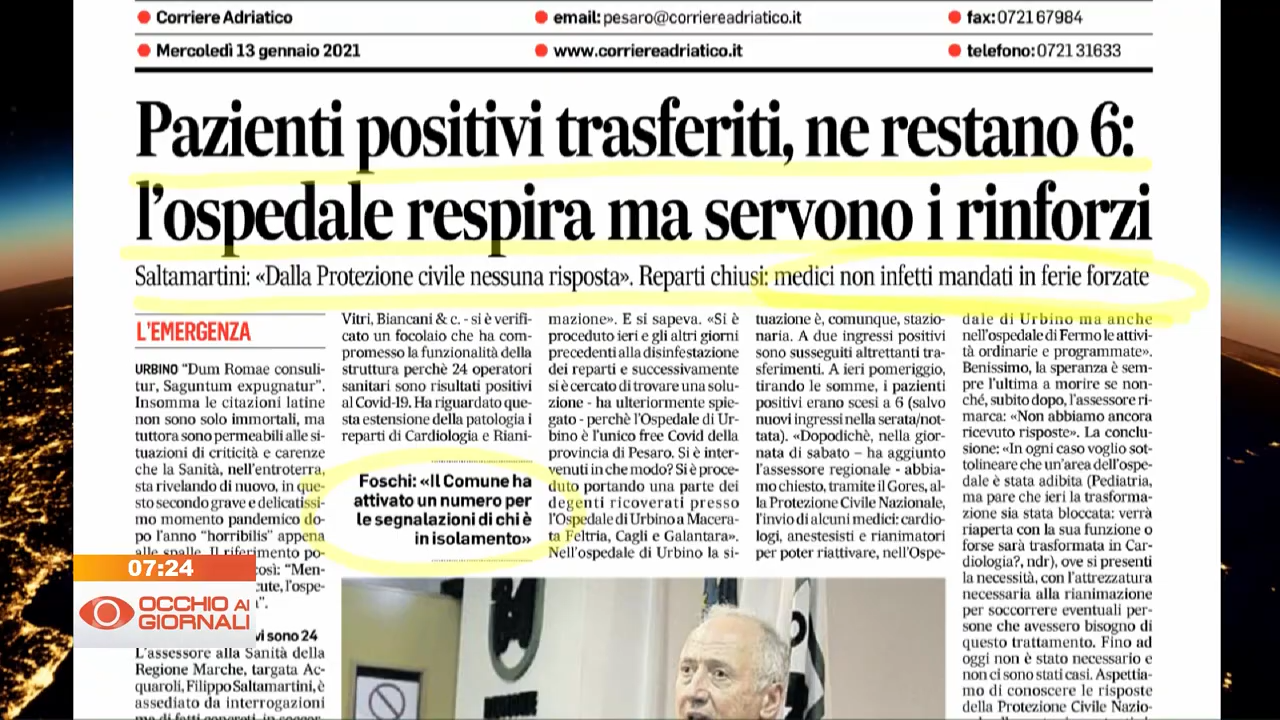 Corriere Adriatico
email: pesaro@corriereadriatico.it
fax: 0721 67984
Mercoledì 13 gennaio 2021
www.corriereadriatico.it
telefono: 0721 31633
Pazienti positivi trasferiti, ne restano 6:
l'ospedale respira ma servono i rinforzi
Saltamartini: «Dalla Protezione civile nessuna risposta». Reparti chiusi: medici non infetti mandati in ferie forzate
L'EMERGENZA
URBINO "Dum Romae consuli-
tur, Saguntum expugnatur".
Insomma le citazioni latine
non sono solo immortali, ma
tuttora sono permeabili alle si-
tuazioni di criticità e carenze
che la Sanità, nell'entroterra,
sta rivelando di nuovo, in que-
sto secondo grave e delicatissi-
mo momento pandemico do-
po l'anno "horribilis" appena
alle spalle. Il riferimento po-
così: "Men-
cute, l'ospe-
vi sono 24
L'assessore alla Sanità della
Regione Marche, targata Ac-
quaroli, Filippo Saltamartini, è
assediato da interrogazioni
Vitri, Biancani & c. - si è verifi-
cato un focolaio che ha com-
promesso la funzionalità della
struttura perchè 24 operatori
sanitari sono risultati positivi
al Covid-19. Ha riguardato que-
sta estensione della patologia i
reparti di Cardiologia e Riani-
Foschi: «Il Comune ha
attivato un numero per
le segnalazioni di chi è
in isolamento»
mazione». E si sapeva. «Si è
proceduto ieri e gli altri giorni
precedenti alla disinfestazione
dei reparti e successivamente
si è cercato di trovare una solu-
zione - ha ulteriormente spie-
gato - perchè l'Ospedale di Ur-
bino è l'unico free Covid della
provincia di Pesaro. Si è inter-
venuti in che modo? Si è proce-
duto portando una parte dei
degenti ricoverati presso
l'Ospedale di Urbino a Macera-
ta Feltria, Cagli e Galantara».
Nell'ospedale di Urbino la si-
tuazione è, comunque, stazio-
naria. A due ingressi positivi
sono susseguiti altrettanti tra-
sferimenti. A ieri pomeriggio,
tirando le somme, i pazienti
positivi erano scesi a 6 (salvo
nuovi ingressi nella serata/not-
tata). «Dopodichè, nella gior-
nata di sabato – ha aggiunto
l'assessore regionale - abbia-
mo chiesto, tramite il Gores, al-
la Protezione Civile Nazionale,
l'invio di alcuni medici: cardio-
logi, anestesisti e rianimatori
per poter riattivare, nell'Ospe-
dale di Urbino ma anche
nell'ospedale di Fermo le attivi-
tà ordinarie e programmate».
Benissimo, la speranza è sem-
pre l'ultima a morire se non-
ché, subito dopo, l'assessore ri-
marca: «Non abbiamo ancora
ricevuto risposte». La conclu-
sione: «In ogni caso voglio sot-
tolineare che un'area dell'ospe-
dale è stata adibita (Pediatria,
ma pare che ieri la trasforma-
zione sia stata bloccata: verrà
riaperta con la sua funzione o
forse sarà trasformata in Car-
diologia?, ndr), ove si presenti
la necessità, con l'attrezzatura
necessaria alla rianimazione
per soccorrere eventuali per-
sone che avessero bisogno di
questo trattamento. Fino ad
oggi non è stato necessario e
non ci sono stati casi. Aspettia-
mo di conoscere le risposte
della Protezione Civile Nazio-
07:24
OCCHIO AI
GIORNALI